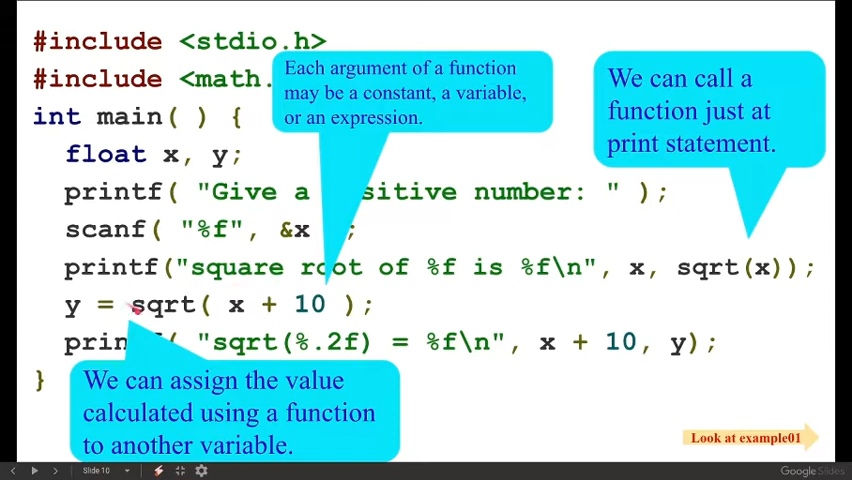 #include <stdio.h>
#include <math.
int main( ) {
float x, y;
printf( "Give a sitive number: " );
scanf( "%f", &x ;
printf("square root of %f is %f\n", x, sqrt(x));
y = sqrt( x + 10 );
print ( "sqrt(%.2f) = %f\n", x + 10, y);
}
Each argument of a function
may be a constant, a variable,
or an expression.
We can call a
function just at
print statement.
We can assign the value
calculated using a function
to another variable.
Look at example01
Slide 10
Google Slides